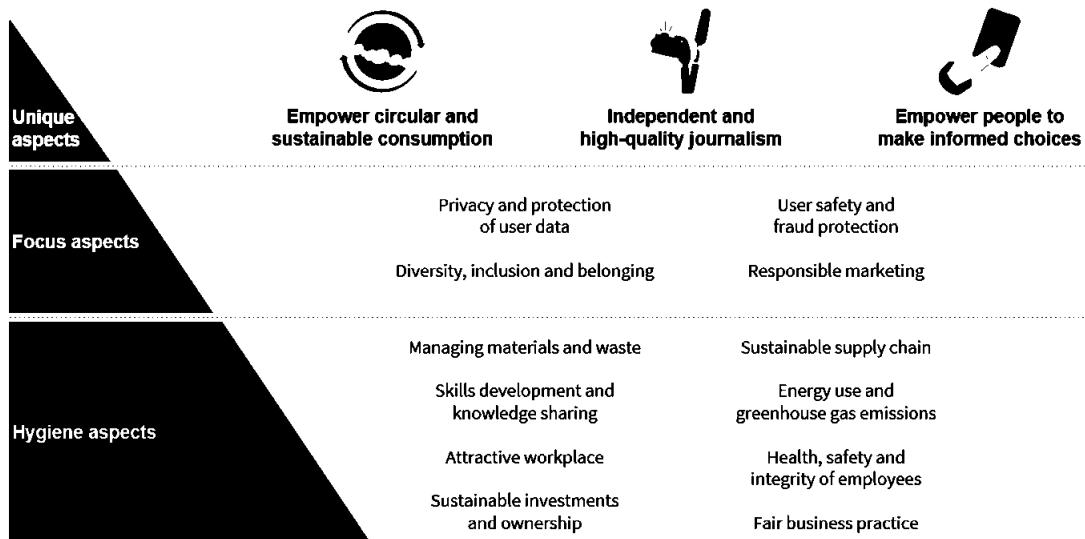 Unique
aspects
Empower circular and
sustainable consumption
Independent and
high-quality journalism
Empower people to
make informed choices
Focus aspects
Privacy and protection
of user data
User safety and
fraud protection
Diversity, inclusion and belonging
Responsible marketing
Hygiene aspects
Managing materials and waste
Sustainable supply chain
Skills development and
knowledge sharing
Energy use and
greenhouse gas emissions
Attractive workplace
Health, safety and
integrity of employees
Sustainable investments
and ownership
Fair business practice